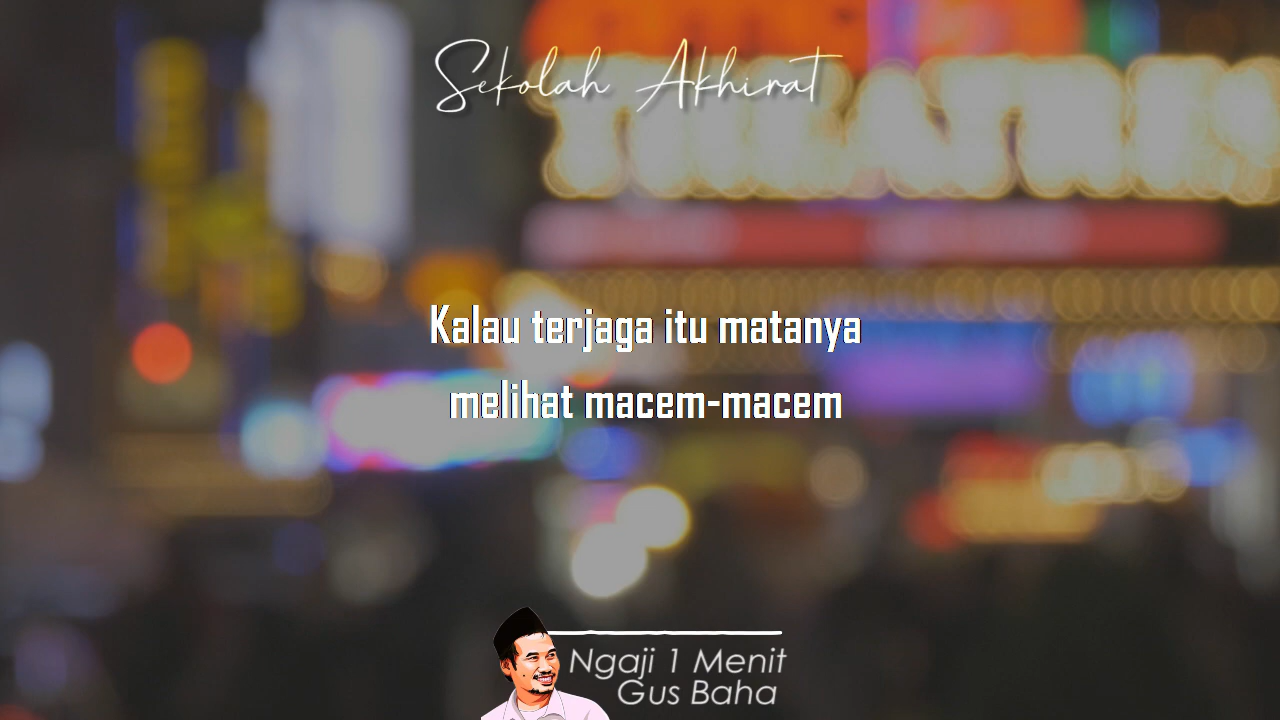 Sekolah Akhirat
Kalau terjaga itu matanya
melihat macem-macem
Ngaji 1 Menit
Gus Baha